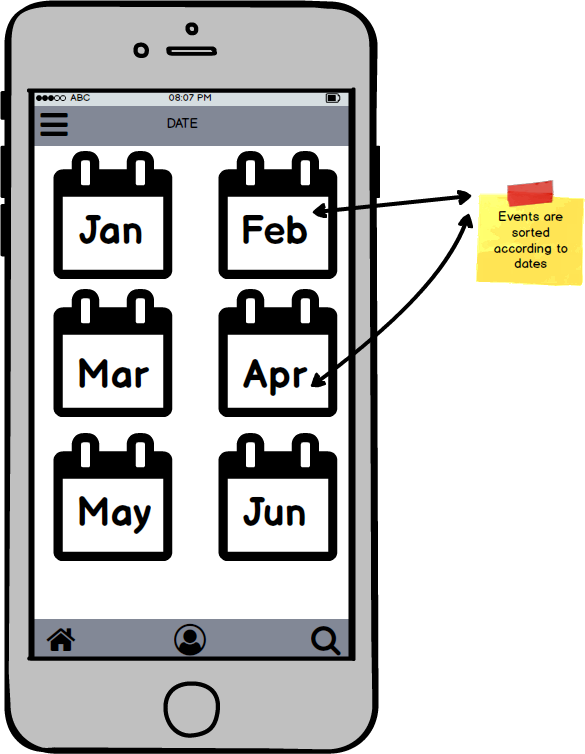 ABC 08:07 PM
DATE
Jan Feb
Mar Apr
May Jun
Events are
sorted
according to
dates